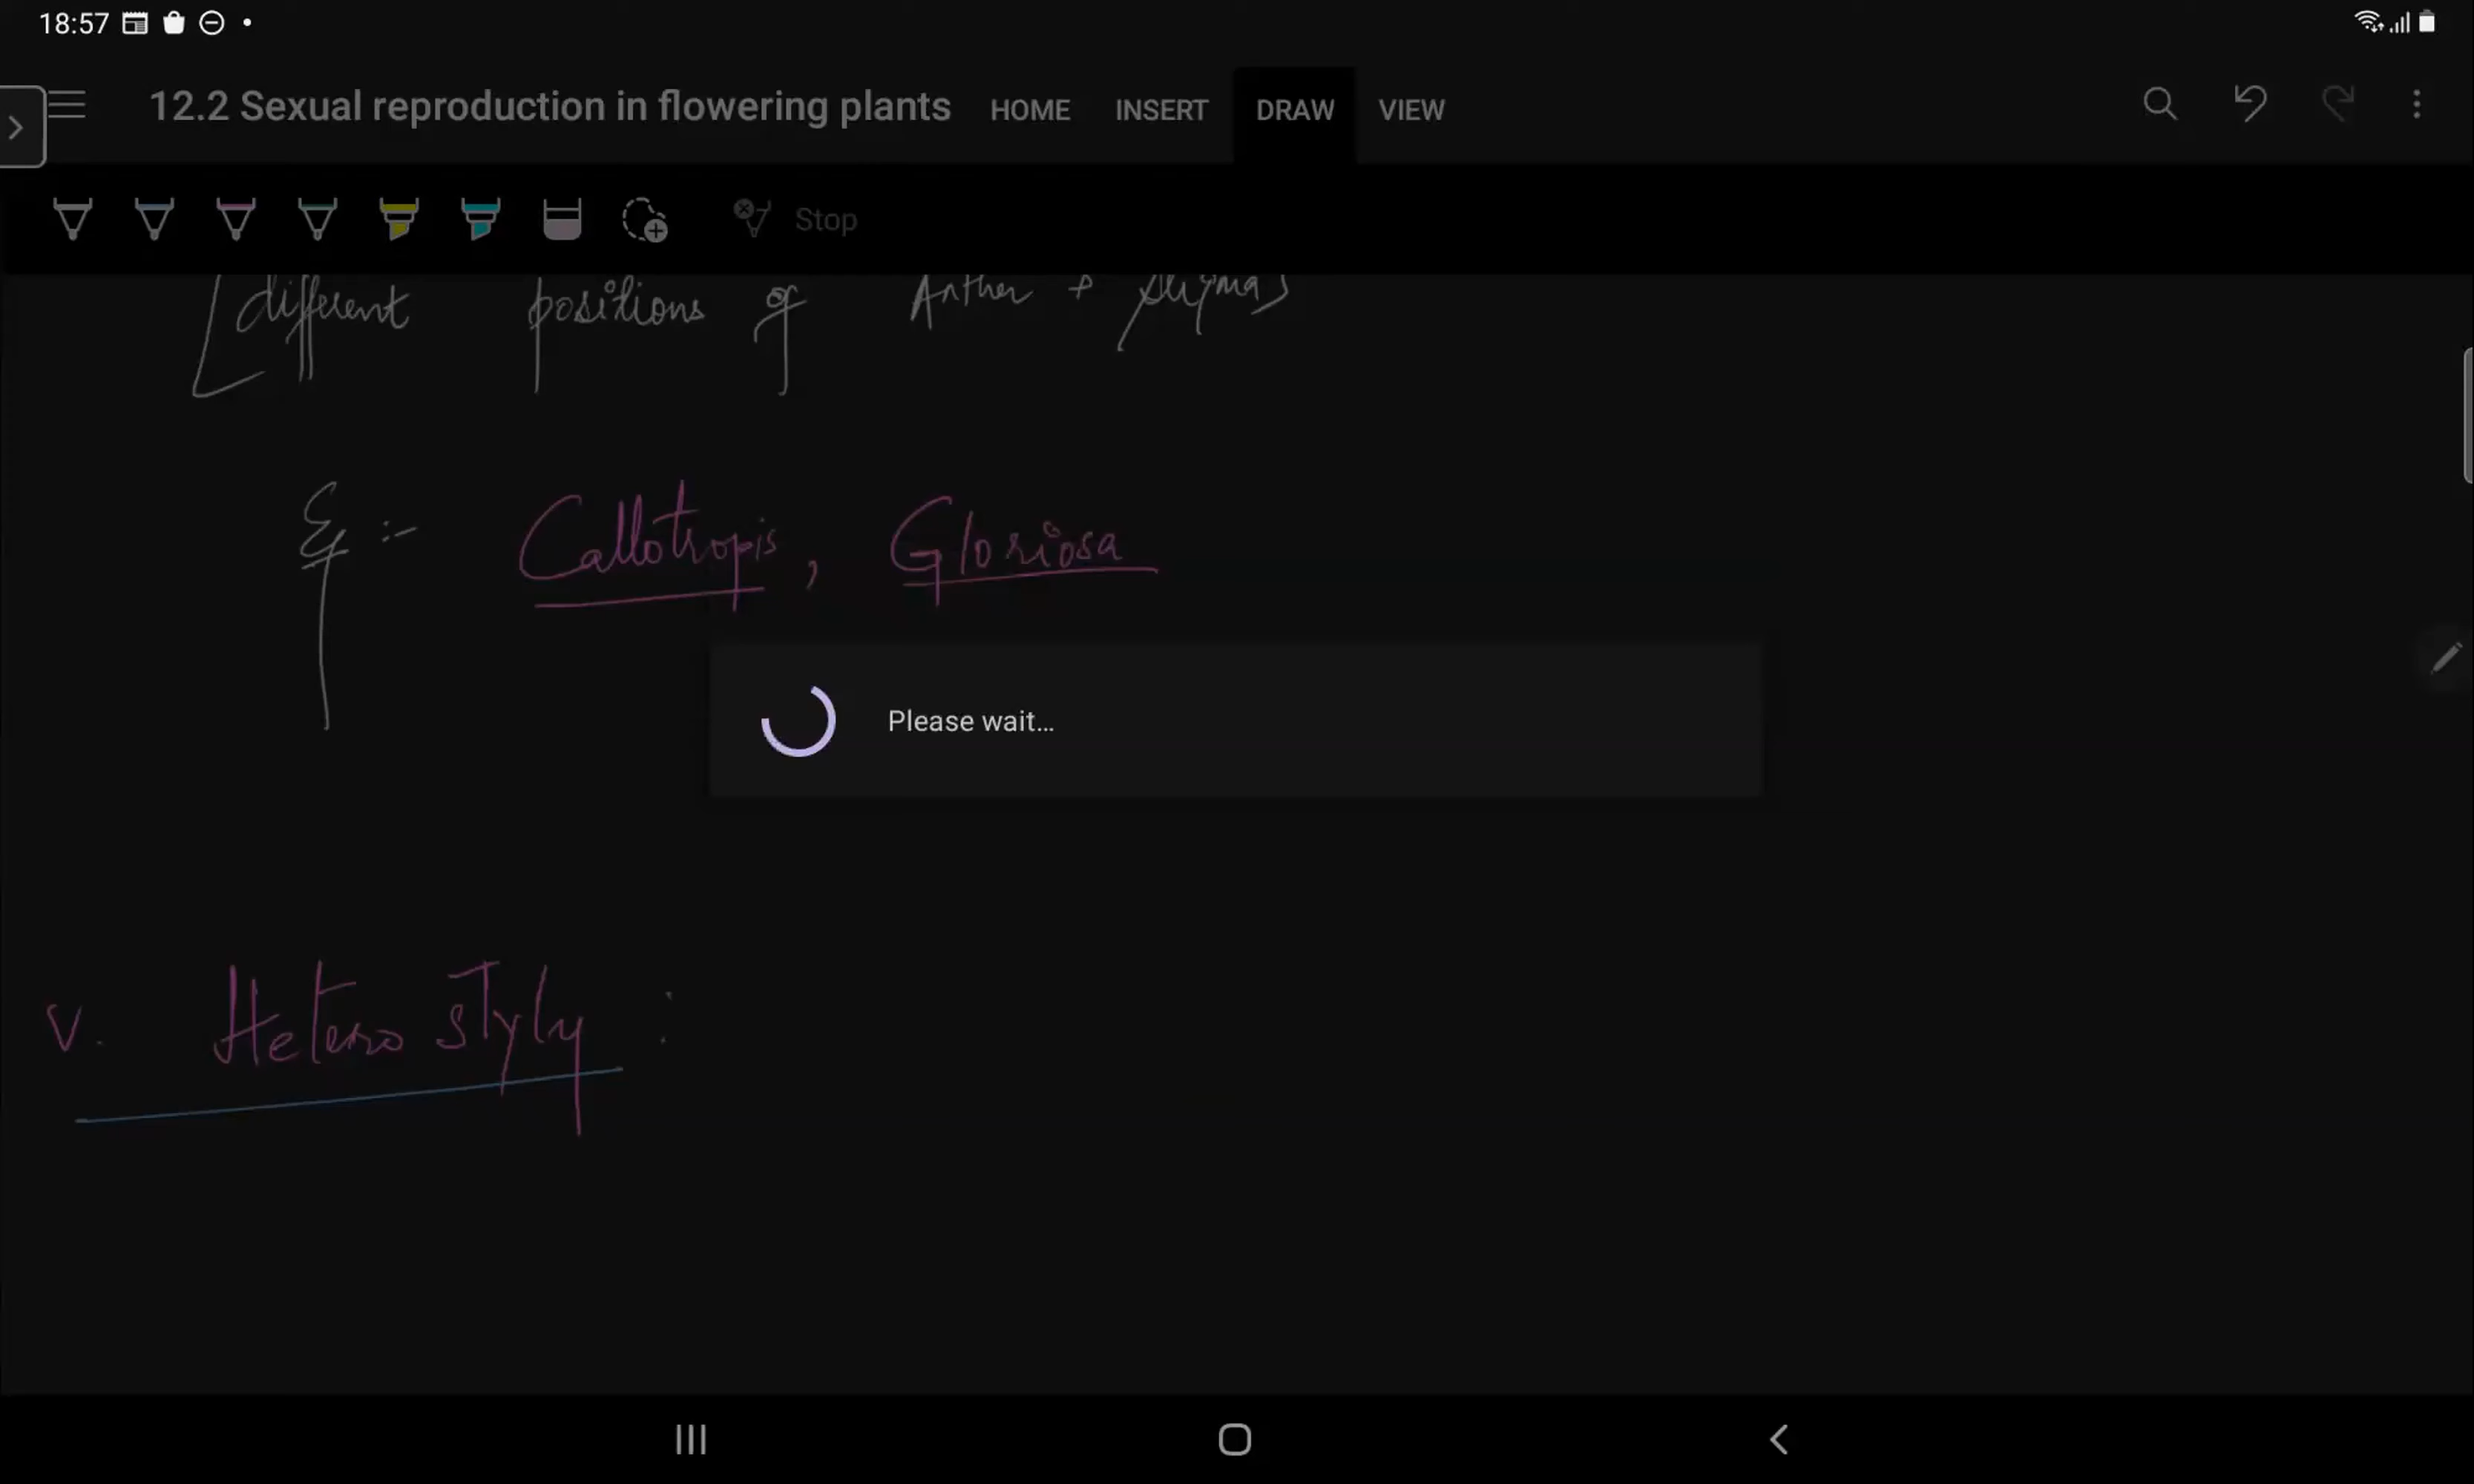 18:57
12.2 Sexual reproduction in flowering plants HOME INSERT DRAW VIEW
Stop
[different positions of Anther + stigmas
Eg :- Callotropis, Gloriosa
Please wait...
V. Hetero styly :